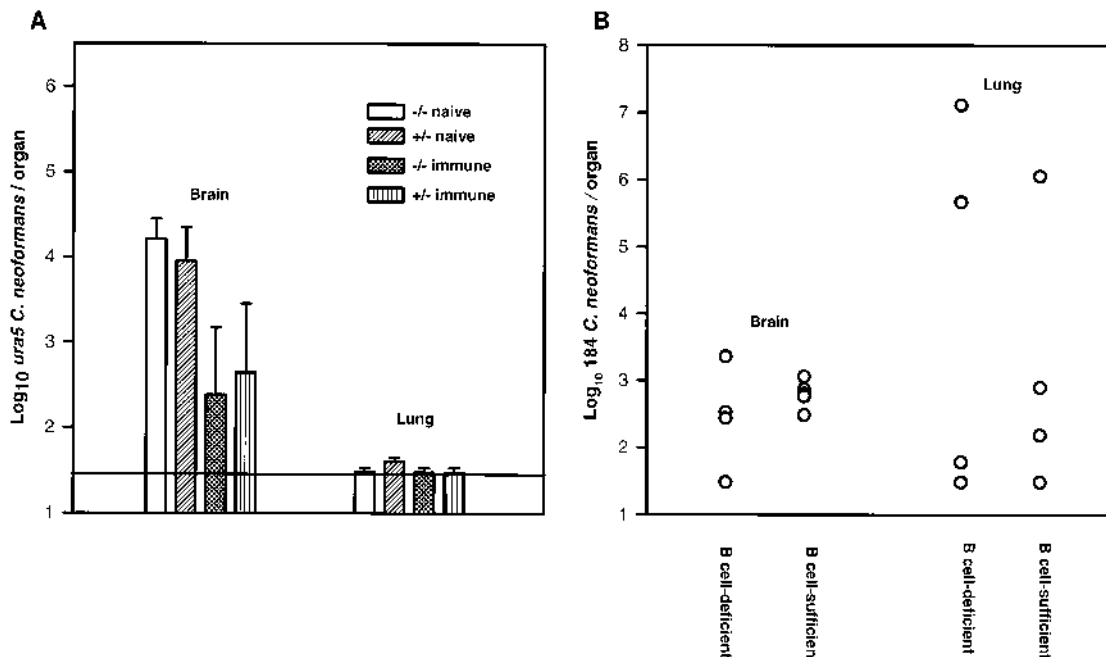 A
Log10 ura5 C. neoformans / organ
6
5
4
3
2
1
Brain
Lung
-/- naive
+/- naive
-/- immune
+/- immune
B
Log10 184 C. neoformans / organ
8
7
6
5
4
3
2
1
Brain
Lung
B cell-deficient
B cell-sufficient
B cell-deficient
B cell-sufficient